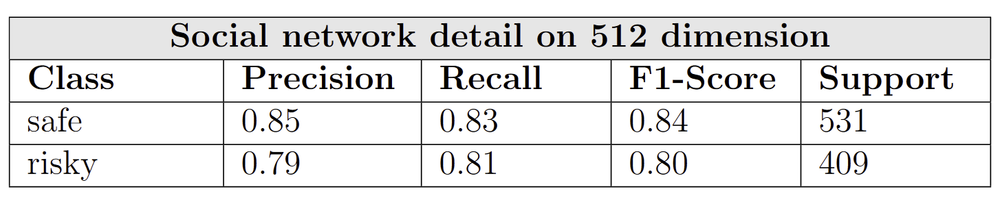 Social network detail on 512 dimension
Class Precision Recall F1-Score Support
safe 0.85 0.83 0.84 531
risky 0.79 0.81 0.80 409